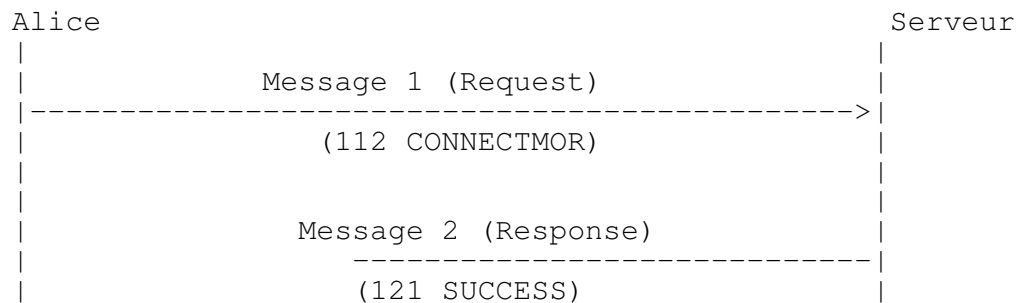 Alice Serveur
Message 1 (Request)
(112 CONNECTMOR)
Message 2 (Response)
(121 SUCCESS)